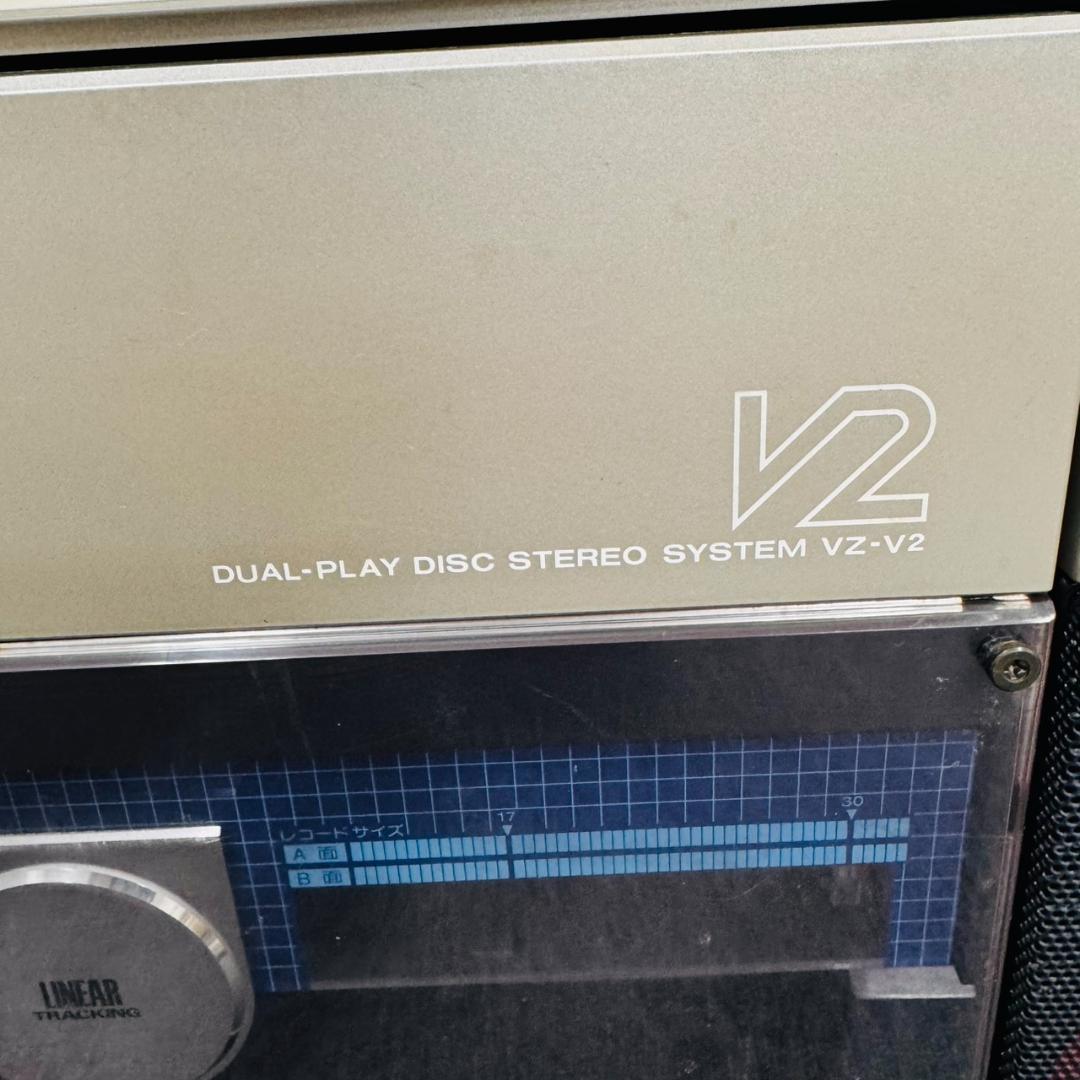 V2
DUAL-PLAY DISC STEREO SYSTEM VZ-V2
レコードサイズ 17 30
A 面
B 面
LINEAR
TRACKING